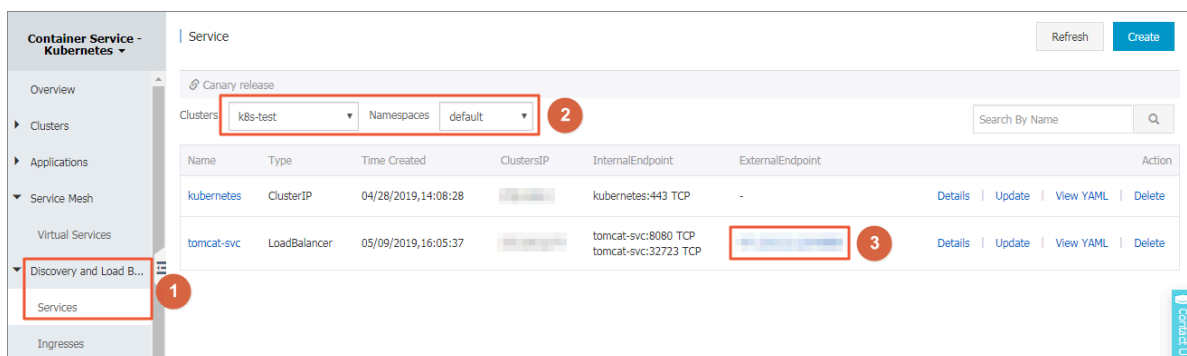 Container Service -
Kubernetes
Service
Refresh
Create
Overview
Canary release
Clusters
k8s-test
Namespaces
default
2
Search By Name
Clusters
Applications
Name
Type
Time Created
ClustersIP
InternalEndpoint
ExternalEndpoint
Action
Service Mesh
kubernetes
ClusterIP
04/28/2019,14:08:28
kubernetes:443 TCP
-
Details | Update | View YAML | Delete
Virtual Services
tomcat-svc
LoadBalancer
05/09/2019,16:05:37
tomcat-svc:8080 TCP
tomcat-svc:32723 TCP
3
Details | Update | View YAML | Delete
Discovery and Load B...
1
Services
Ingresses
Contact U